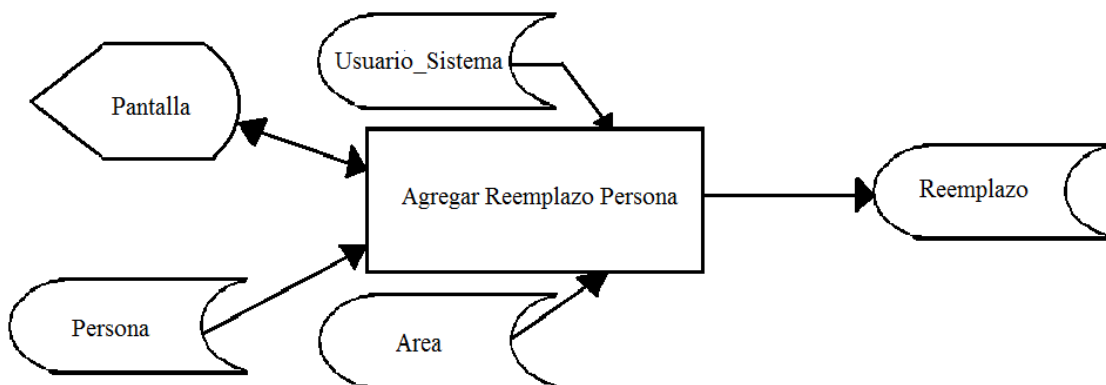 Usuario_Sistema
Pantalla
Agregar Reemplazo Persona
Reemplazo
Persona
Area